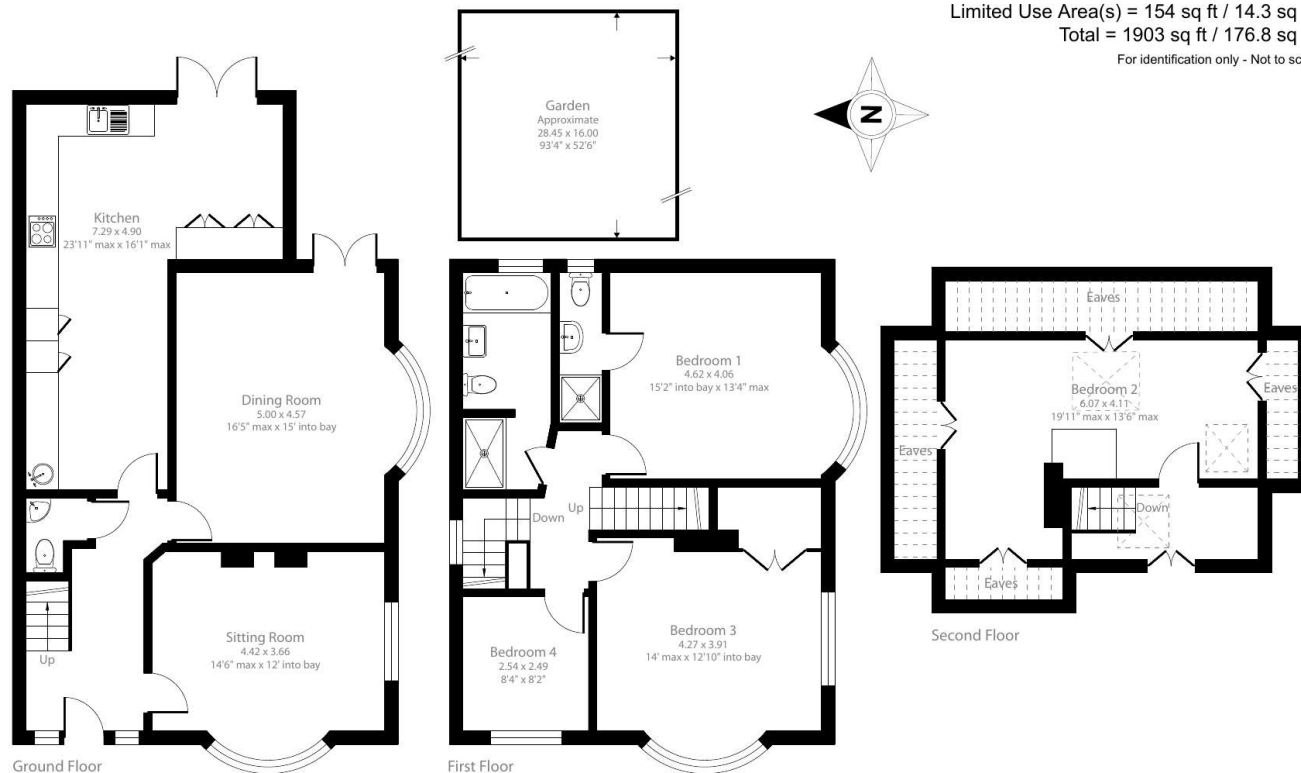 Limited Use Area(s) = 154 sq ft / 14.3 sq
Total = 1903 sq ft / 176.8 sq
For identification only - Not to sc
N
Garden
Approximate
28.45 x 16.00
93'4" x 52'6"
Kitchen
7.29 x 4.90
23'11" max x 16'1" max
Dining Room
5.00 x 4.57
16'5" max x 15' into bay
Sitting Room
4.42 x 3.66
14'6" max x 12' into bay
Up
Ground Floor
Bedroom 1
4.62 x 4.06
15'2" into bay x 13'4" max
Up
Down
Bedroom 3
4.27 x 3.91
14' max x 12'10" into bay
Bedroom 4
2.54 x 2.49
8'4" x 8'2"
First Floor
Eaves
Bedroom 2
6.07 x 4.11
19'11" max x 13'6" max
Eaves
Eaves
Down
Eaves
Second Floor